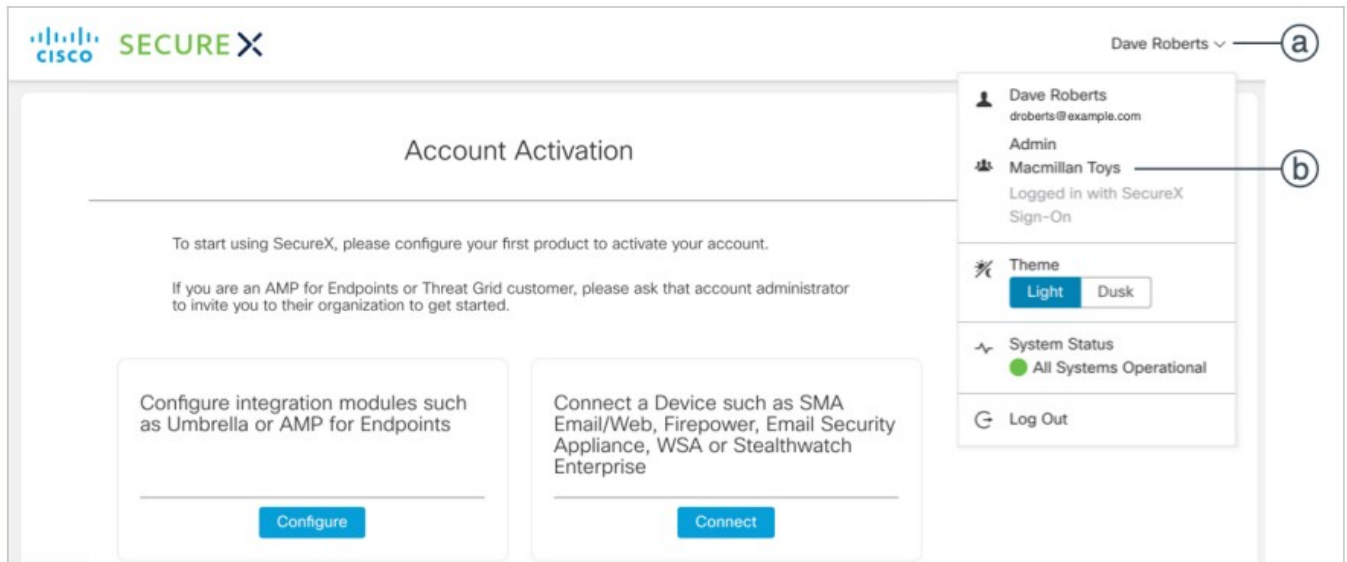 CISCO SECURE X
Dave Roberts
a
Dave Roberts
droberts@example.com
Admin
Macmillan Toys
b
Logged in with SecureX
Sign-On
Theme
Light Dusk
System Status
All Systems Operational
Log Out
Account Activation
To start using SecureX, please configure your first product to activate your account.
If you are an AMP for Endpoints or Threat Grid customer, please ask that account administrator
to invite you to their organization to get started.
Configure integration modules such
as Umbrella or AMP for Endpoints
Configure
Connect a Device such as SMA
Email/Web, Firepower, Email Security
Appliance, WSA or Stealthwatch
Enterprise
Connect